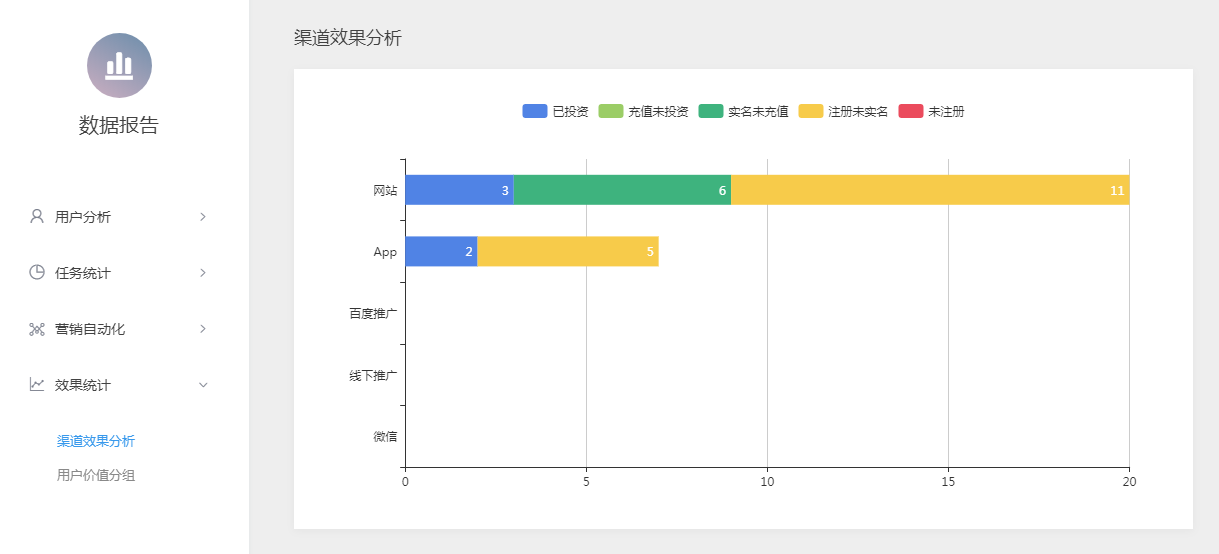 数据报告
用户分析
任务统计
营销自动化
效果统计
渠道效果分析
用户价值分组
渠道效果分析
已投资 充值未投资 实名未充值 注册未实名 未注册
网站 3 6 11
App 2 5
百度推广
线下推广
微信
0 5 10 15 20